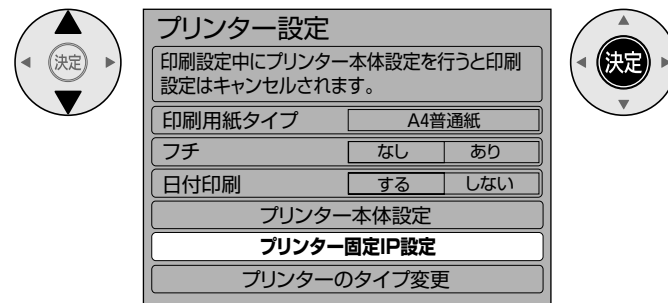 決定
プリンター設定
印刷設定中にプリンター本体設定を行うと印刷
設定はキャンセルされます。
印刷用紙タイプ A4普通紙
フチ なし あり
日付印刷 する しない
プリンター本体設定
プリンター固定IP設定
プリンターのタイプ変更
決定